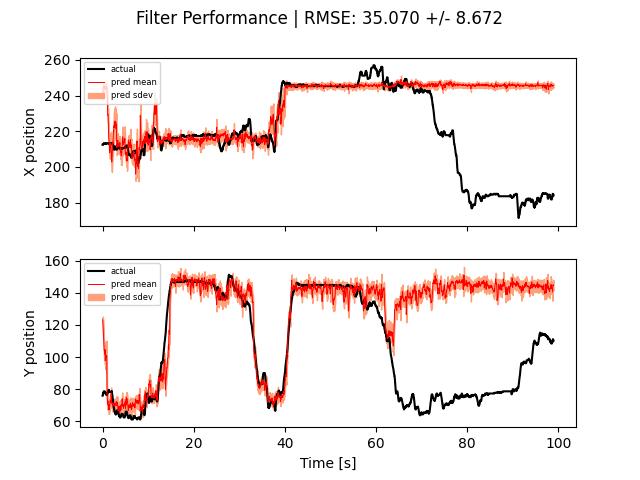 Filter Performance | RMSE: 35.070 +/- 8.672
260
240
220
200
180
X position
actual
pred mean
pred sdev
160
140
120
100
80
60
Y position
actual
pred mean
pred sdev
0 20 40 60 80 100
Time [s]